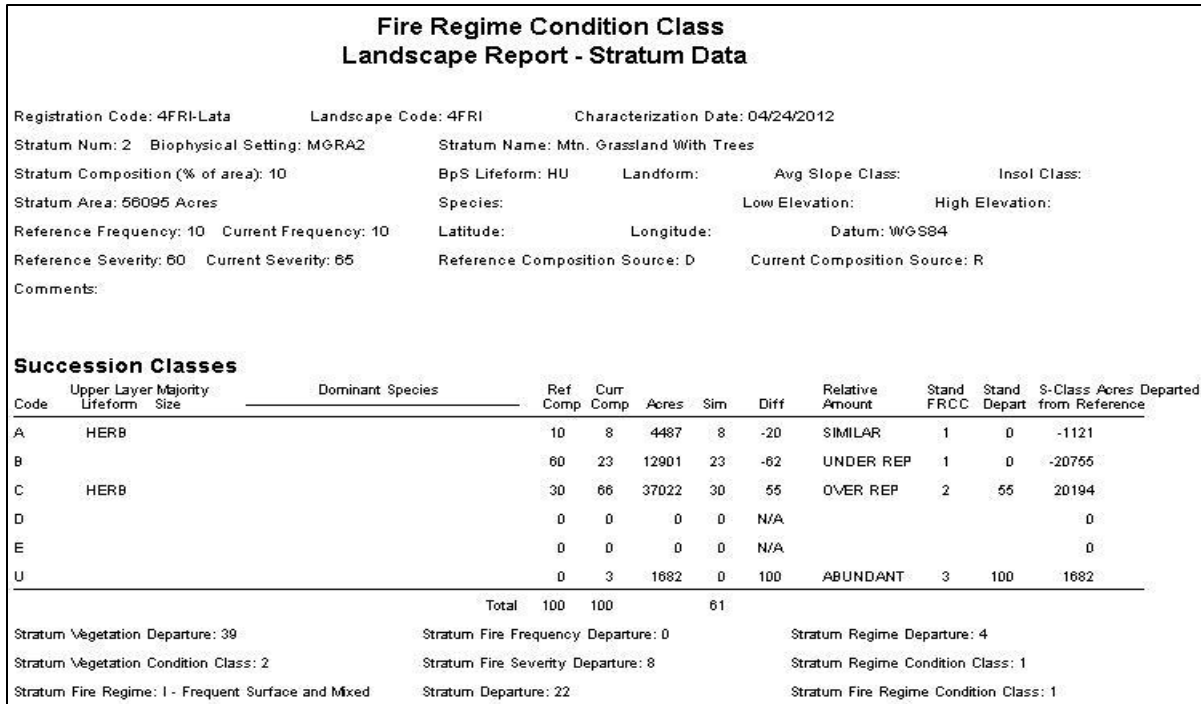 Fire Regime Condition Class
Landscape Report - Stratum Data
Registration Code: 4FRI-Lata Landscape Code: 4FRI Characterization Date: 04/24/2012
Stratum Num: 2 Biophysical Setting: MGRA2 Stratum Name: Mtn. Grassland With Trees
Stratum Composition (% of area): 10 BpS Lifeform: HU Landform: Avg Slope Class: Insol Class:
Stratum Area: 56095 Acres Species: Low Elevation: High Elevation:
Reference Frequency: 10 Current Frequency: 10 Latitude: Longitude: Datum: WGS84
Reference Severity: 60 Current Severity: 65 Reference Composition Source: D Current Composition Source: R
Comments:
Succession Classes
Upper Layer Majority Dominant Species Ref Curr Relative Stand Stand S-Class Acres Departed
Code Lifeform Size Comp Comp Acres Sim Diff Amount FRCC Depart from Reference
A HERB 10 8 4487 8 -20 SIMILAR 1 0 -1121
B 60 23 12901 23 -62 UNDER REP 1 0 -20755
C HERB 30 66 37022 30 55 OVER REP 2 55 20194
D 0 0 0 0 N/A 0
E 0 0 0 0 N/A 0
U 0 3 1682 0 100 ABUNDANT 3 100 1682
Total 100 100 61
Stratum Vegetation Departure: 39 Stratum Fire Frequency Departure: 0 Stratum Regime Departure: 4
Stratum Vegetation Condition Class: 2 Stratum Fire Severity Departure: 8 Stratum Regime Condition Class: 1
Stratum Fire Regime: I - Frequent Surface and Mixed Stratum Departure: 22 Stratum Fire Regime Condition Class: 1